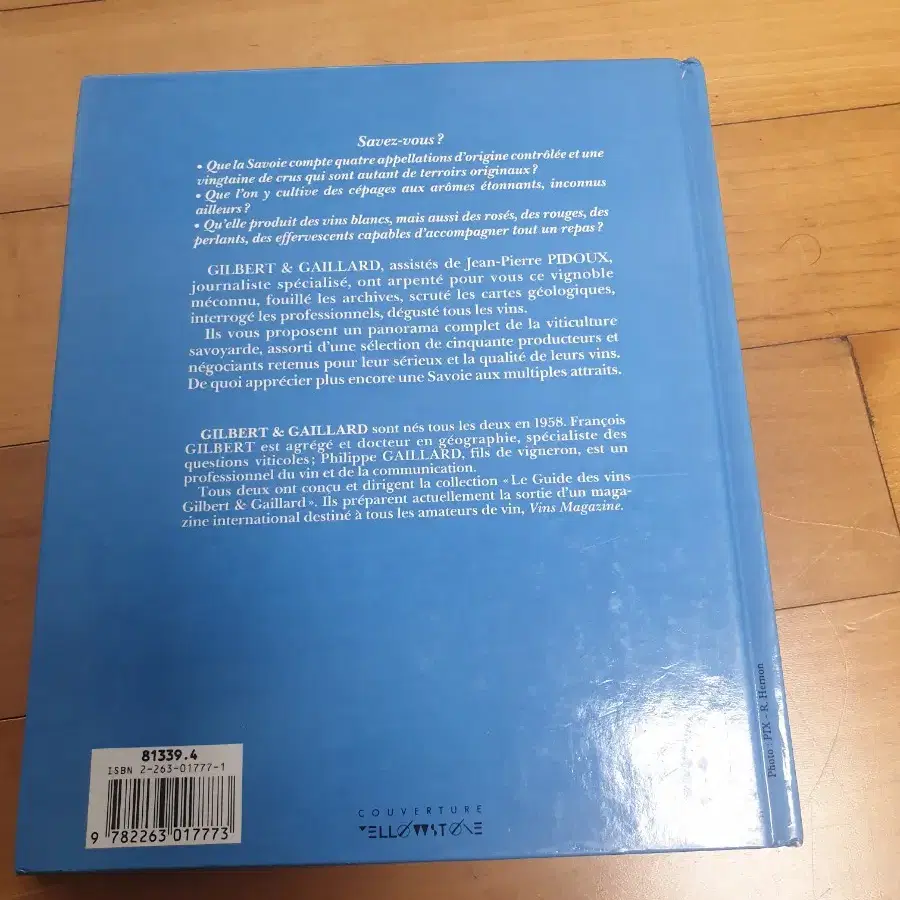 Savez-vous ?
• Que la Savoie compte quatre appellations d'origine contrôlée et une
vingtaine de crus qui sont autant de terroirs originaux ?
• Que l'on y cultive des cépages aux arômes étonnants, inconnus
ailleurs ?
• Qu'elle produit des vins blancs, mais aussi des rosés, des rouges, des
perlants, des effervescents capables d'accompagner tout un repas ?
GILBERT & GAILLARD, assistés de Jean-Pierre PIDOUX,
journaliste spécialisé, ont arpenté pour vous ce vignoble
méconnu, fouillé les archives, scruté les cartes géologiques,
interrogé les professionnels, dégusté tous les vins.
Ils vous proposent un panorama complet de la viticulture
savoyarde, assorti d'une sélection de cinquante producteurs et
négociants retenus pour leur sérieux et la qualité de leurs vins.
De quoi apprécier plus encore une Savoie aux multiples attraits.
GILBERT & GAILLARD sont nés tous les deux en 1958. François
GILBERT est agrégé et docteur en géographie, spécialiste des
questions viticoles ; Philippe GAILLARD, fils de vigneron, est un
professionnel du vin et de la communication.
Tous deux ont conçu et dirigent la collection « Le Guide des vins
Gilbert & Gaillard ». Ils préparent actuellement la sortie d'un maga-
zine international destiné à tous les amateurs de vin, Vins Magazine.
Photo : PIX - R. Hemon
81339.4
ISBN 2-263-01777-1
9 782263 017773
COUVERTURE
YELLOWSTONE